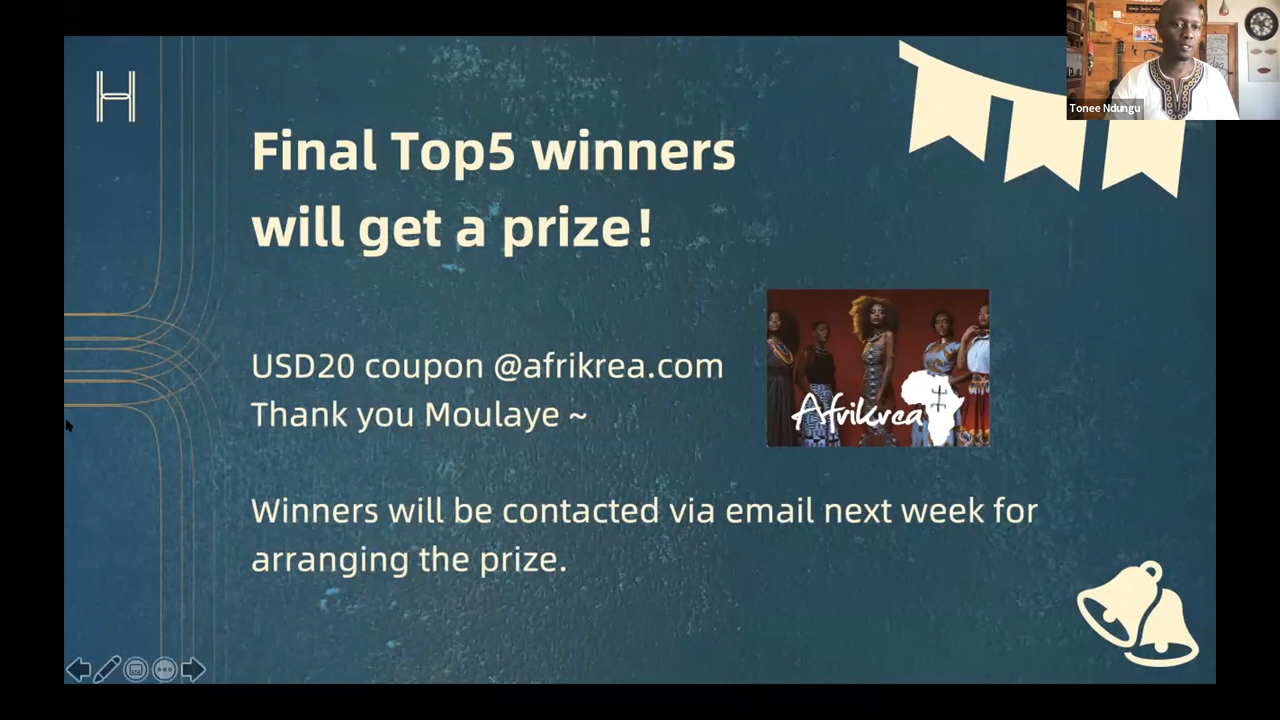 Tonee Ndungu
H
Final Top5 winners
will get a prize!
USD20 coupon @afrikrea.com
Thank you Moulaye ~
Afrikrea
Winners will be contacted via email next week for
arranging the prize.